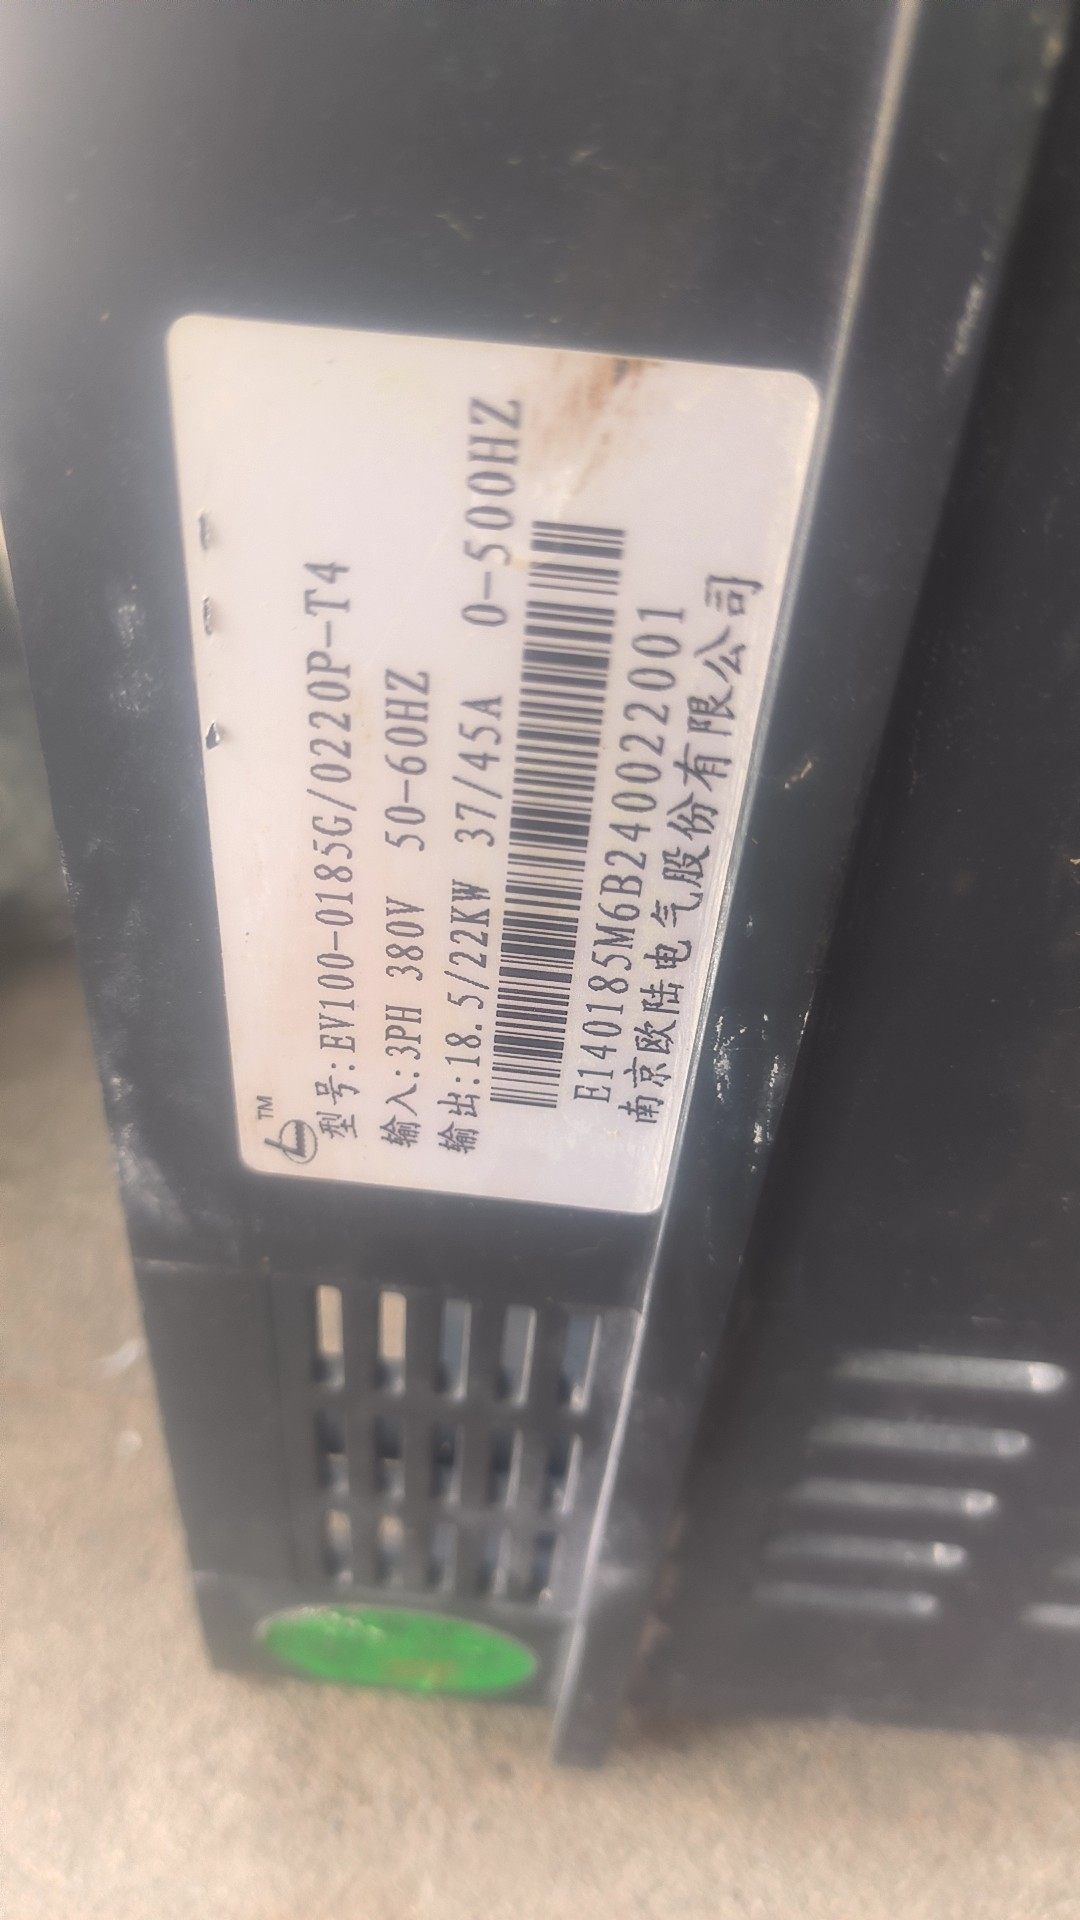 TM
型号:EV100-0185G/0220P-T4
输入:3PH 380V 50-60HZ
输出:18.5/22KW 37/45A 0-500HZ
E140185M6B240022001
南京欧陆电气股份有限公司